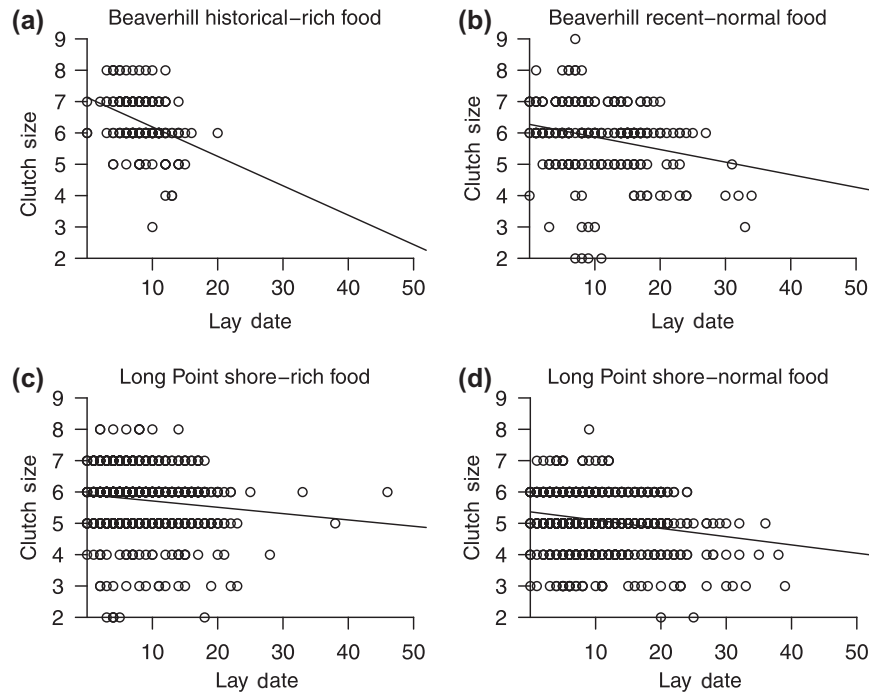 (a) Beaverhill historical–rich food
9
8
7
6
5
4
3
2
Clutch size
10 20 30 40 50
Lay date
(b) Beaverhill recent–normal food
9
8
7
6
5
4
3
2
Clutch size
10 20 30 40 50
Lay date
(c) Long Point shore–rich food
9
8
7
6
5
4
3
2
Clutch size
10 20 30 40 50
Lay date
(d) Long Point shore–normal food
9
8
7
6
5
4
3
2
Clutch size
10 20 30 40 50
Lay date